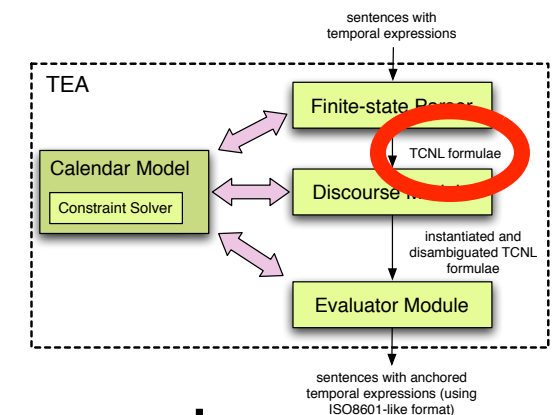 sentences with
temporal expressions
TEA
Finite-state Parser
TCNL formulae
Calendar Model
Constraint Solver
Discourse
instantiated and
disambiguated TCNL
formulae
Evaluator Module
sentences with anchored
temporal expressions (using
ISO8601-like format)